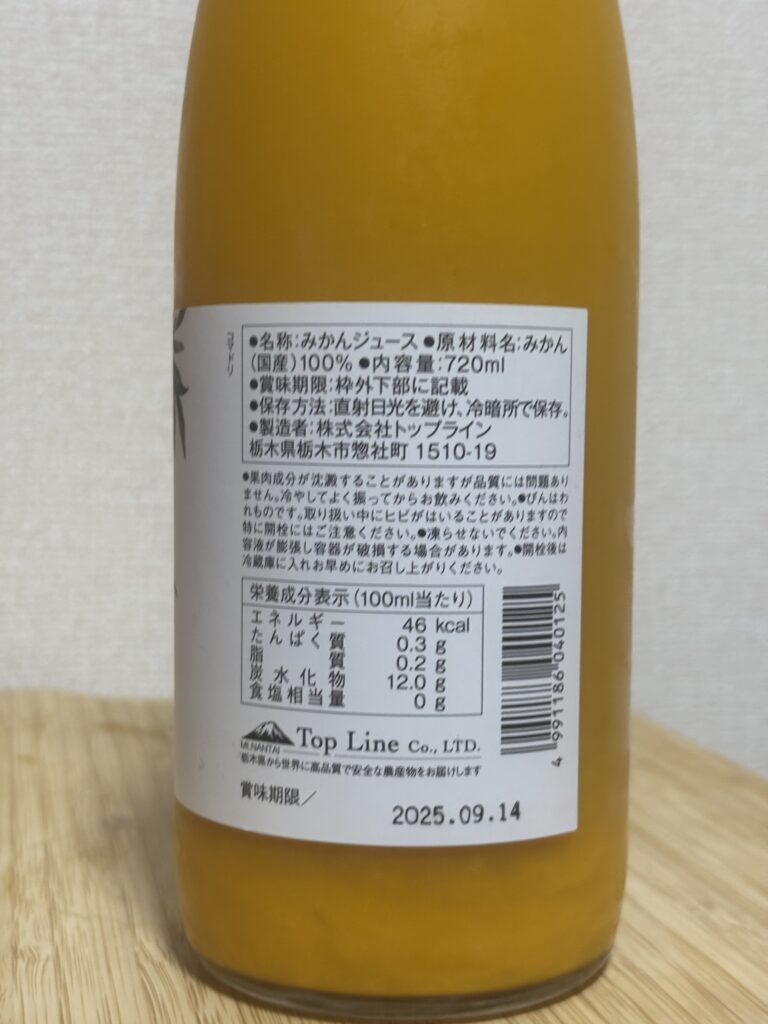 コマドリ
●名称:みかんジュース ●原材料名:みかん
(国産)100% ●内容量:720ml
●賞味期限:枠外下部に記載
●保存方法:直射日光を避け、冷暗所で保存。
●製造者:株式会社トップライン
栃木県栃木市惣社町 1510-19
●果肉成分が沈澱することがありますが品質には問題あり
ません。冷やしてよく振ってからお飲みください。●びんはわ
れものです。取り扱い中にヒビがはいることがありますので
特に開栓にはご注意ください。●凍らせないでください。内
容液が膨張し容器が破損する場合があります。●開栓後は
冷蔵庫に入れお早めにお召し上がりください。
栄養成分表示(100ml当たり)
エネルギー 46 kcal
たんぱく質 0.3 g
脂質 0.2 g
炭水化物 12.0 g
食塩相当量 0 g
4 991186 040125
MT.NANTAI
Top Line Co., LTD.
栃木県から世界に高品質で安全な農産物をお届けします
賞味期限/
2025.09.14